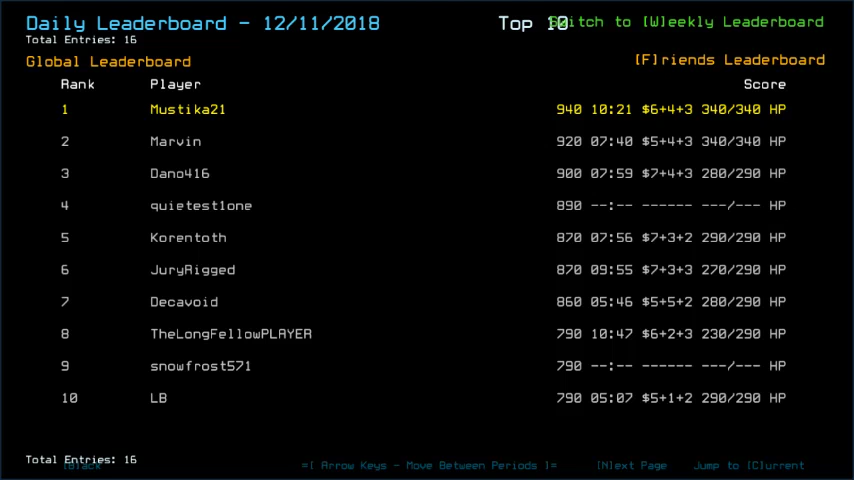 Daily Leaderboard - 12/11/2018 Top 10 Switch to [W]eekly Leaderboard
Total Entries: 16
Global Leaderboard [F]riends Leaderboard
Rank Player Score
1 Mustika21 940 10:21 $6+4+3 340/340 HP
2 Marvin 920 07:40 $5+4+3 340/340 HP
3 Dano416 900 07:59 $7+4+3 280/290 HP
4 quietest1one 890 --:-- ------ ---/--- HP
5 Korentoth 870 07:56 $7+3+2 290/290 HP
6 JuryRigged 870 09:55 $7+3+3 270/290 HP
7 Decavoid 860 05:46 $5+5+2 280/290 HP
8 TheLongFellowPLAYER 790 10:47 $6+2+3 230/290 HP
9 snowfrost571 790 --:-- ------ ---/--- HP
10 LB 790 05:07 $5+1+2 290/290 HP
Total Entries: 16
[B]ack =[ Arrow Keys - Move Between Periods ]= [N]ext Page Jump to [C]urrent